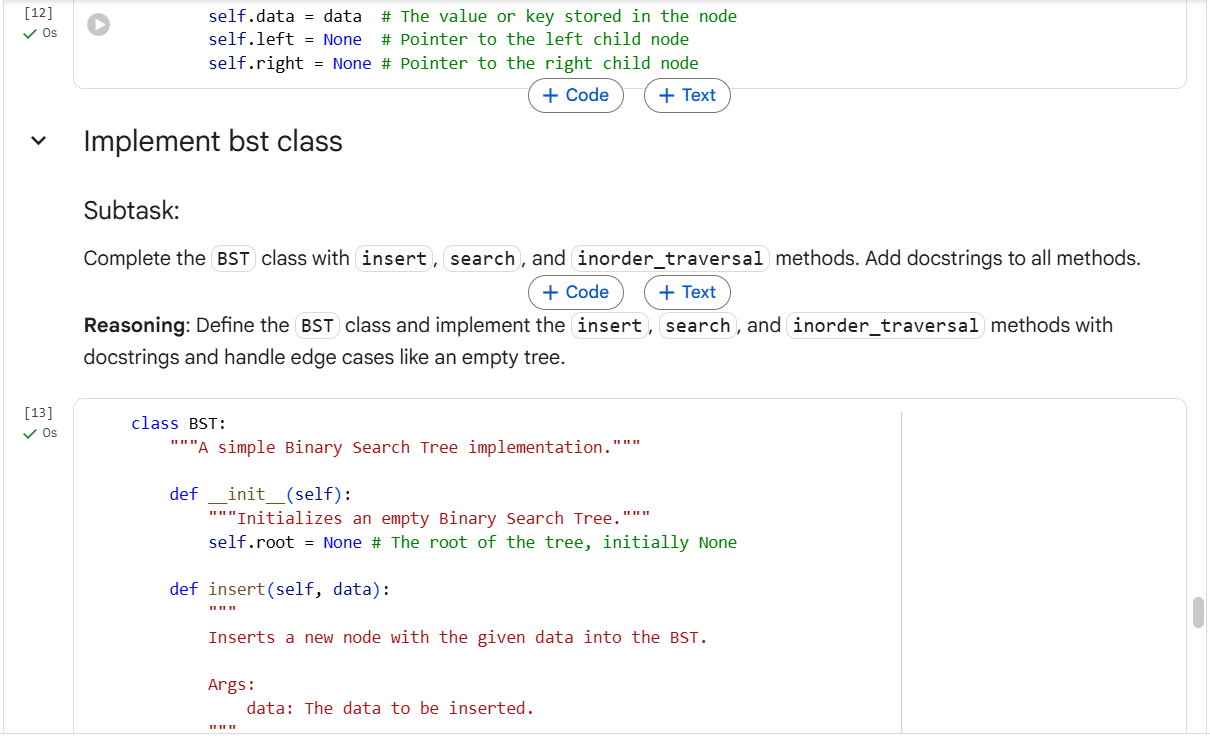 [12]
0s
self.data = data  # The value or key stored in the node
self.left = None  # Pointer to the left child node
self.right = None # Pointer to the right child node
+ Code + Text
Implement bst class
Subtask:
Complete the BST class with insert, search, and inorder_traversal methods. Add docstrings to all methods.
+ Code + Text
Reasoning: Define the BST class and implement the insert, search, and inorder_traversal methods with
docstrings and handle edge cases like an empty tree.
[13]
0s
class BST:
    """A simple Binary Search Tree implementation."""
    def __init__(self):
        """Initializes an empty Binary Search Tree."""
        self.root = None # The root of the tree, initially None
    def insert(self, data):
        """
        Inserts a new node with the given data into the BST.
        Args:
            data: The data to be inserted.
        """